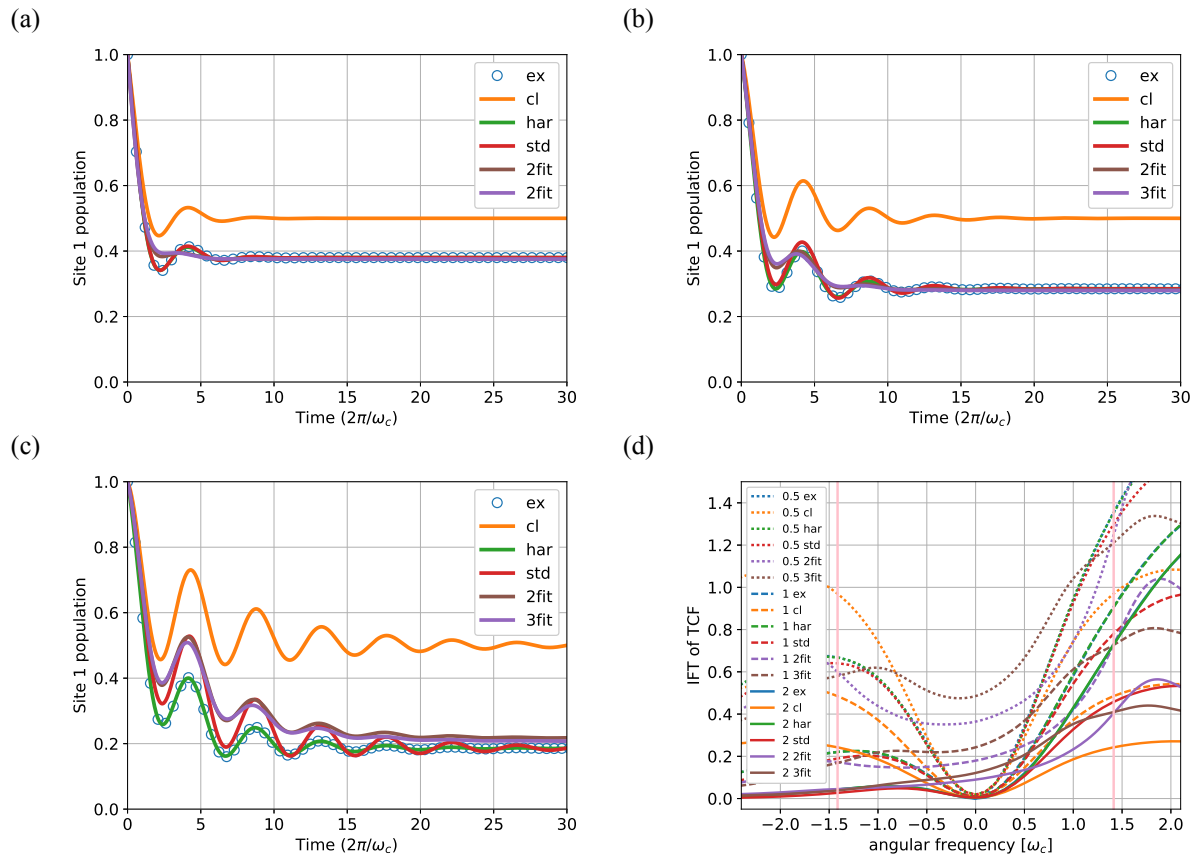 (a)
1.0
0.8
0.6
0.4
0.2
0.0
Site 1 population
0 5 10 15 20 25 30
Time (2π/ω_c)
ex
cl
har
std
2fit
2fit
(b)
1.0
0.8
0.6
0.4
0.2
0.0
Site 1 population
0 5 10 15 20 25 30
Time (2π/ω_c)
ex
cl
har
std
2fit
3fit
(c)
1.0
0.8
0.6
0.4
0.2
0.0
Site 1 population
0 5 10 15 20 25 30
Time (2π/ω_c)
ex
cl
har
std
2fit
3fit
(d)
1.4
1.2
1.0
0.8
0.6
0.4
0.2
0.0
IFT of TCF
−2.0 −1.5 −1.0 −0.5 0.0 0.5 1.0 1.5 2.0
angular frequency [ω_c]
0.5 ex
0.5 cl
0.5 har
0.5 std
0.5 2fit
0.5 3fit
1 ex
1 cl
1 har
1 std
1 2fit
1 3fit
2 ex
2 cl
2 har
2 std
2 2fit
2 3fit